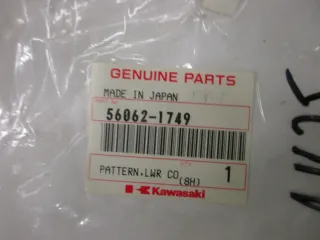 GENUINE PARTS
MADE IN JAPAN
56062-1749
PATTERN,LWR CO
(8H)
1
Kawasaki